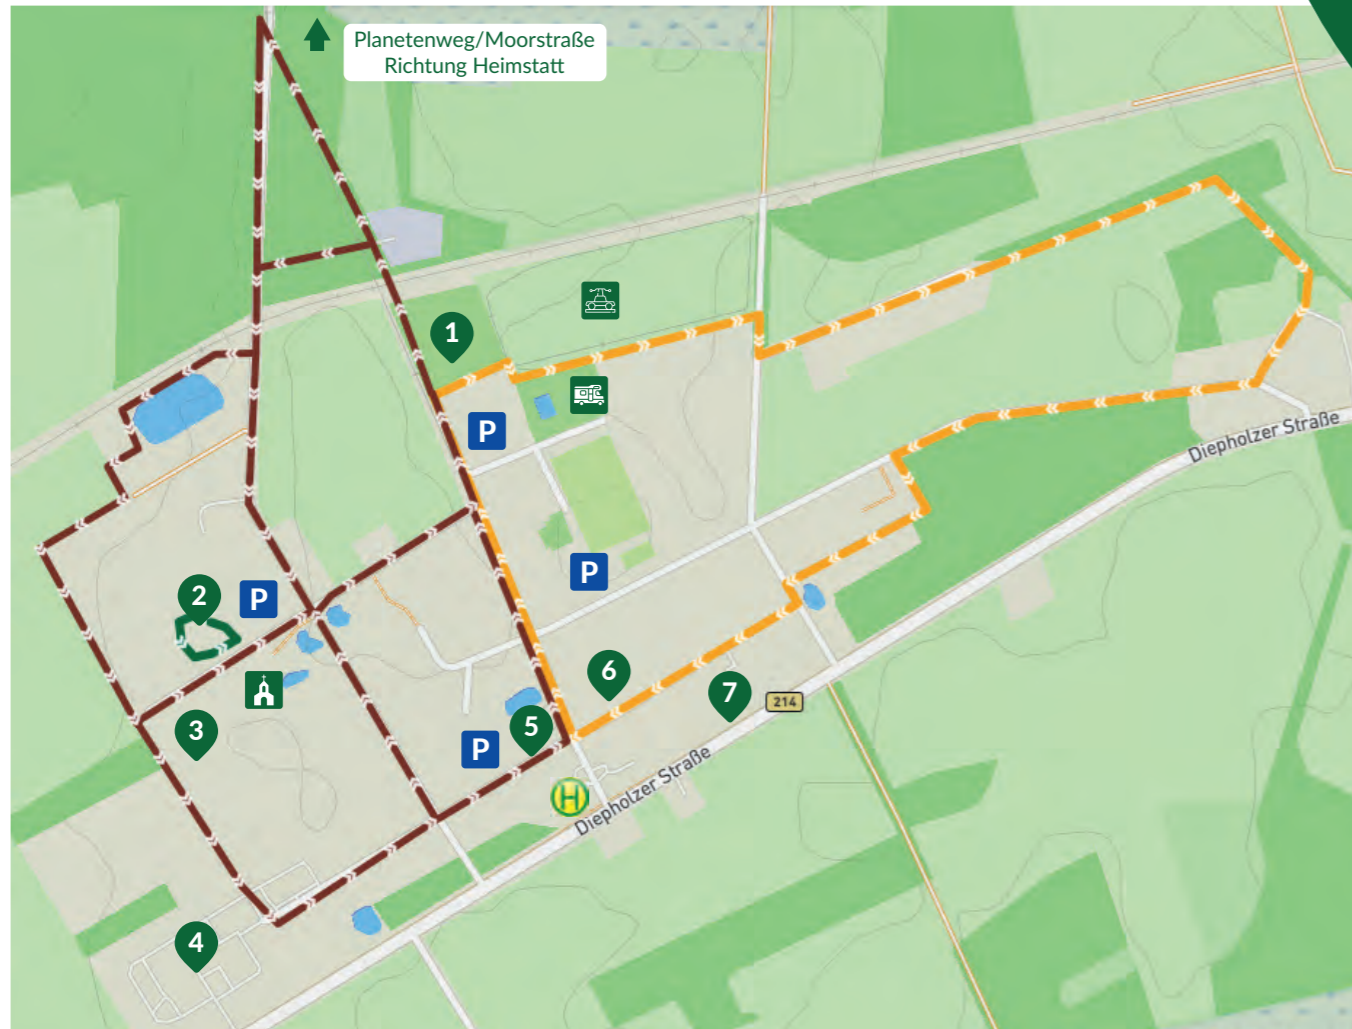 Planetenweg/Moorstraße
Richtung Heimstatt
1
P
Diepholzer Straße
P
2
P
6
7
214
3
5
P
H
Diepholzer Straße
4